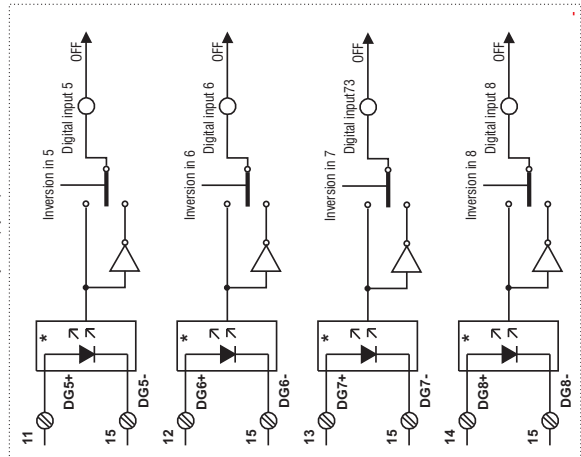 OFF
Digital input 5
Inversion in 5
*
DG5+
DG5-
11
15
OFF
Digital input 6
Inversion in 6
*
DG6+
DG6-
12
15
OFF
Digital input73
Inversion in 7
*
DG7+
DG7-
13
15
OFF
Digital input 8
Inversion in 8
*
DG8+
DG8-
14
15